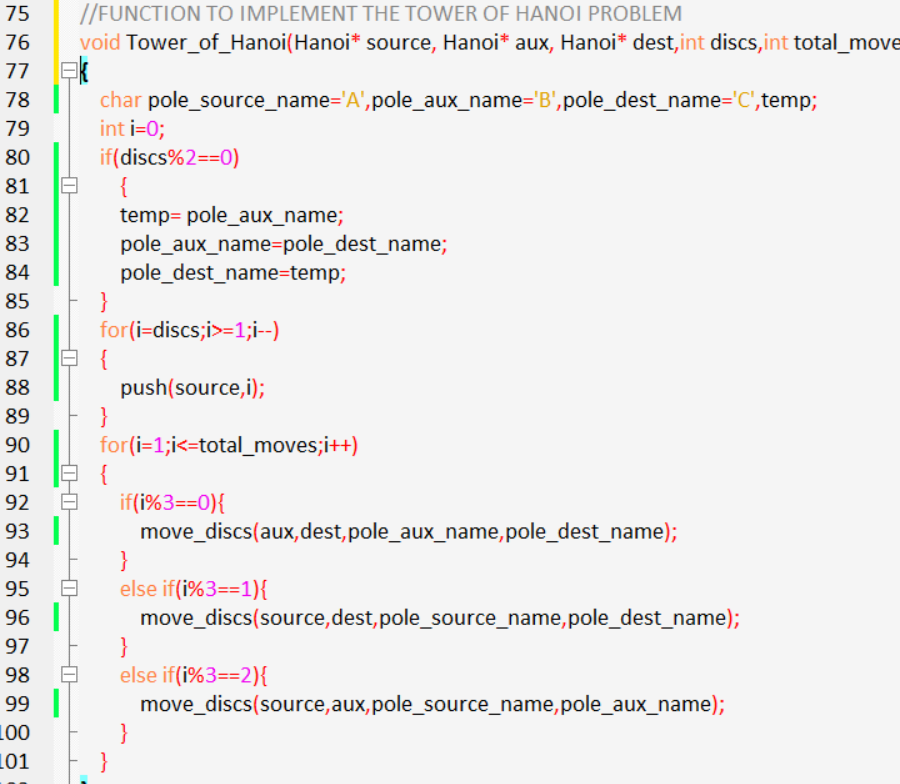 75 //FUNCTION TO IMPLEMENT THE TOWER OF HANOI PROBLEM
76 void Tower_of_Hanoi(Hanoi* source, Hanoi* aux, Hanoi* dest,int discs,int total_move
77 {
78 char pole_source_name='A',pole_aux_name='B',pole_dest_name='C',temp;
79 int i=0;
80 if(discs%2==0)
81 {
82 temp= pole_aux_name;
83 pole_aux_name=pole_dest_name;
84 pole_dest_name=temp;
85 }
86 for(i=discs;i>=1;i--)
87 {
88 push(source,i);
89 }
90 for(i=1;i<=total_moves;i++)
91 {
92 if(i%3==0){
93 move_discs(aux,dest,pole_aux_name,pole_dest_name);
94 }
95 else if(i%3==1){
96 move_discs(source,dest,pole_source_name,pole_dest_name);
97 }
98 else if(i%3==2){
99 move_discs(source,aux,pole_source_name,pole_aux_name);
100 }
101 }